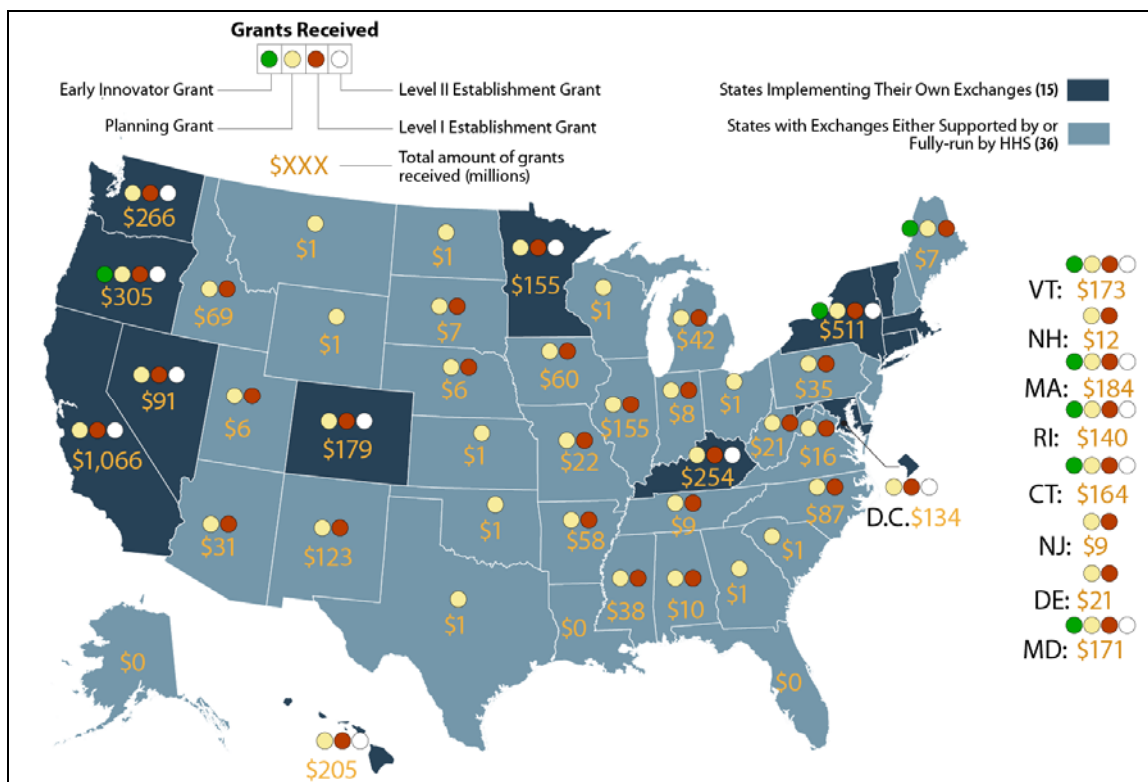 Grants Received
Early Innovator Grant
Level II Establishment Grant
Planning Grant
Level I Establishment Grant
$XXX
Total amount of grants
received (millions)
States Implementing Their Own Exchanges (15)
States with Exchanges Either Supported by or
Fully-run by HHS (36)
$266
$305
$69
$1
$1
$1
$7
$155
$1
$42
$511
$7
$91
$1,066
$6
$179
$6
$1
$60
$155
$8
$1
$35
$22
$21
$16
$254
$31
$123
$1
$58
$9
$87
$1
$1
$38
$10
$1
$0
$0
$0
$205
D.C. $134
VT: $173
NH: $12
MA: $184
RI: $140
CT: $164
NJ: $9
DE: $21
MD: $171